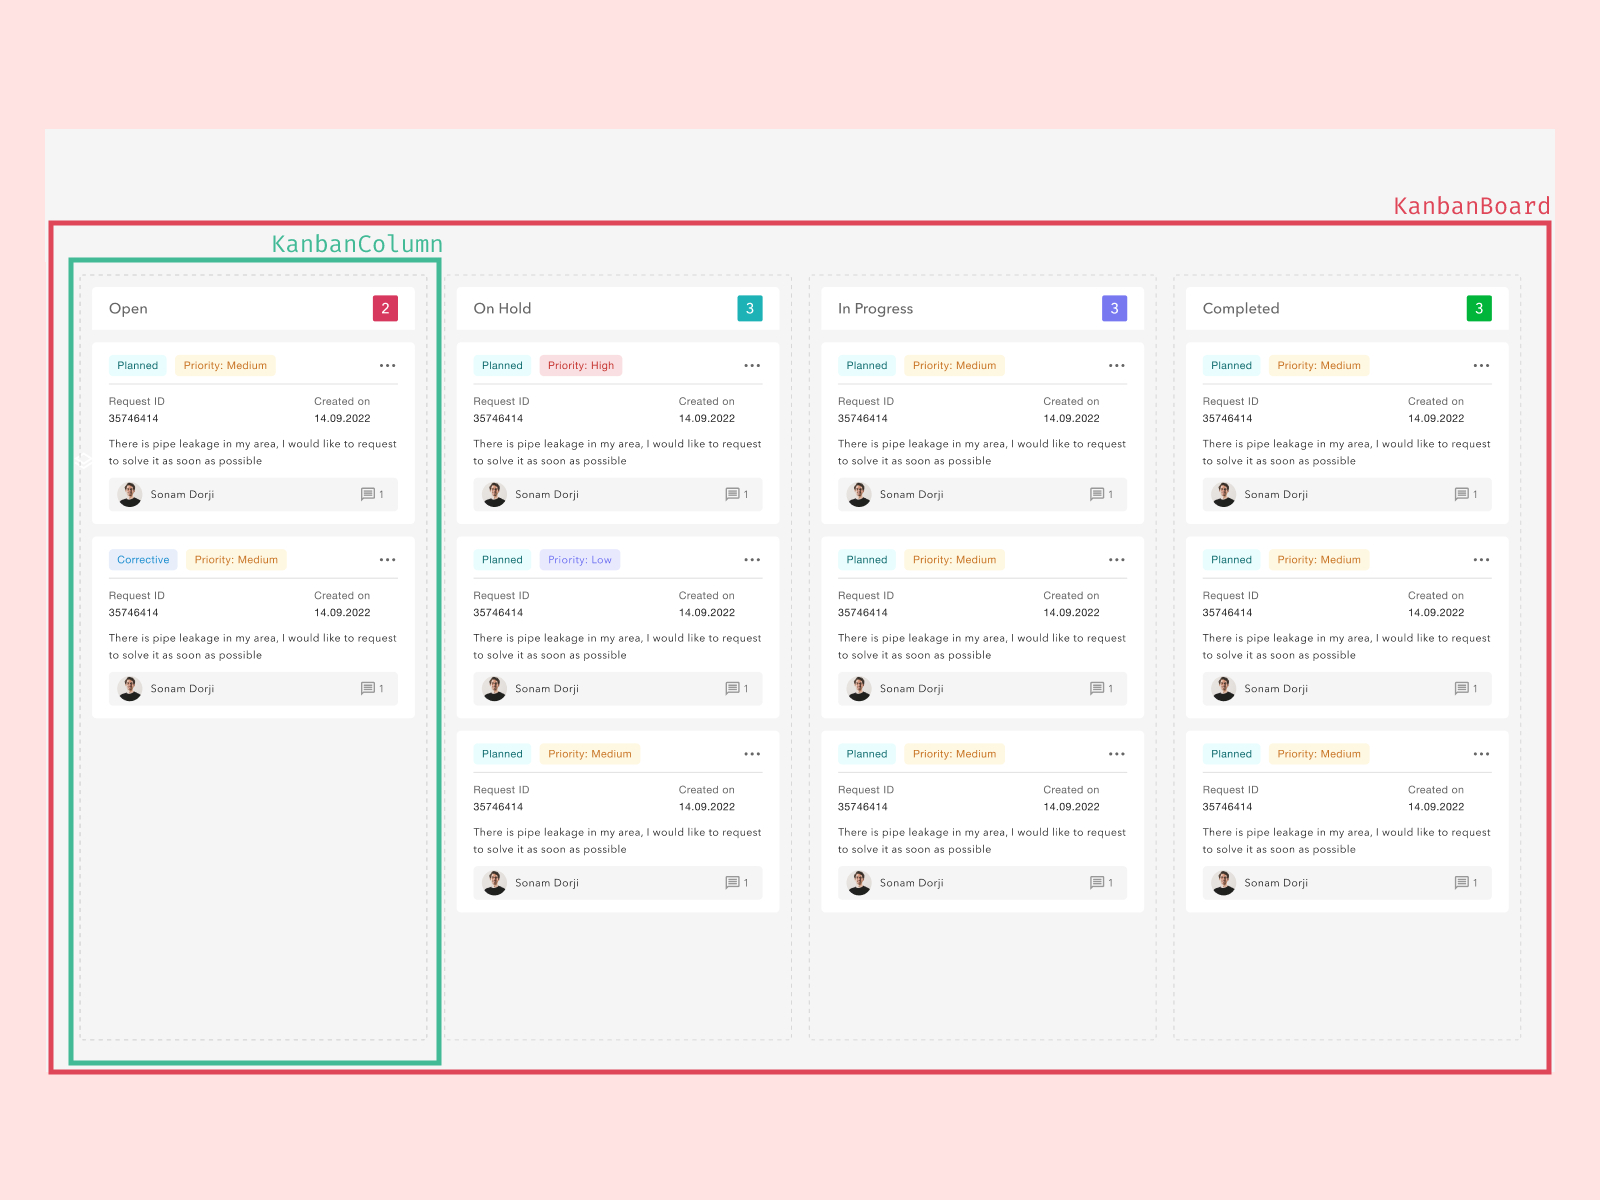 KanbanBoard
KanbanColumn
Open 2
Planned Priority: Medium
Request ID Created on
35746414 14.09.2022
There is pipe leakage in my area, I would like to request
to solve it as soon as possible
Sonam Dorji 1
Corrective Priority: Medium
Request ID Created on
35746414 14.09.2022
There is pipe leakage in my area, I would like to request
to solve it as soon as possible
Sonam Dorji 1
On Hold 3
Planned Priority: High
Request ID Created on
35746414 14.09.2022
There is pipe leakage in my area, I would like to request
to solve it as soon as possible
Sonam Dorji 1
Planned Priority: Low
Request ID Created on
35746414 14.09.2022
There is pipe leakage in my area, I would like to request
to solve it as soon as possible
Sonam Dorji 1
Planned Priority: Medium
Request ID Created on
35746414 14.09.2022
There is pipe leakage in my area, I would like to request
to solve it as soon as possible
Sonam Dorji 1
In Progress 3
Planned Priority: Medium
Request ID Created on
35746414 14.09.2022
There is pipe leakage in my area, I would like to request
to solve it as soon as possible
Sonam Dorji 1
Planned Priority: Medium
Request ID Created on
35746414 14.09.2022
There is pipe leakage in my area, I would like to request
to solve it as soon as possible
Sonam Dorji 1
Planned Priority: Medium
Request ID Created on
35746414 14.09.2022
There is pipe leakage in my area, I would like to request
to solve it as soon as possible
Sonam Dorji 1
Completed 3
Planned Priority: Medium
Request ID Created on
35746414 14.09.2022
There is pipe leakage in my area, I would like to request
to solve it as soon as possible
Sonam Dorji 1
Planned Priority: Medium
Request ID Created on
35746414 14.09.2022
There is pipe leakage in my area, I would like to request
to solve it as soon as possible
Sonam Dorji 1
Planned Priority: Medium
Request ID Created on
35746414 14.09.2022
There is pipe leakage in my area, I would like to request
to solve it as soon as possible
Sonam Dorji 1